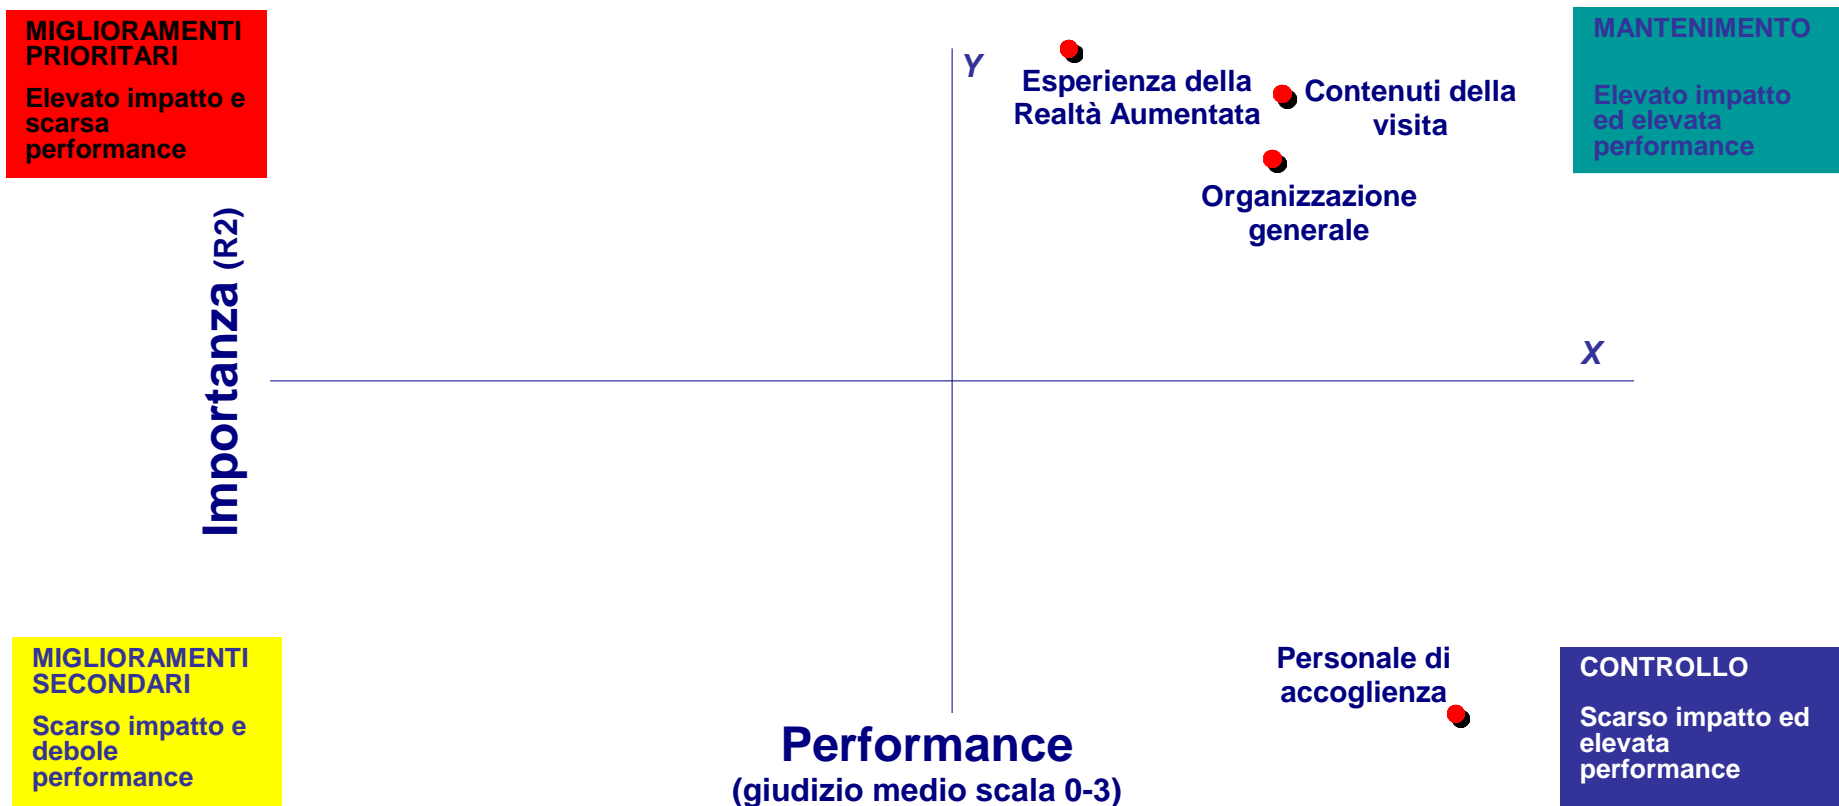 MIGLIORAMENTI
PRIORITARI
Elevato impatto e
scarsa
performance
Y
Esperienza della
Realtà Aumentata
Contenuti della
visita
Organizzazione
generale
MANTENIMENTO
Elevato impatto
ed elevata
performance
Importanza (R2)
X
MIGLIORAMENTI
SECONDARI
Scarso impatto e
debole
performance
Personale di
accoglienza
Performance
(giudizio medio scala 0-3)
CONTROLLO
Scarso impatto ed
elevata
performance